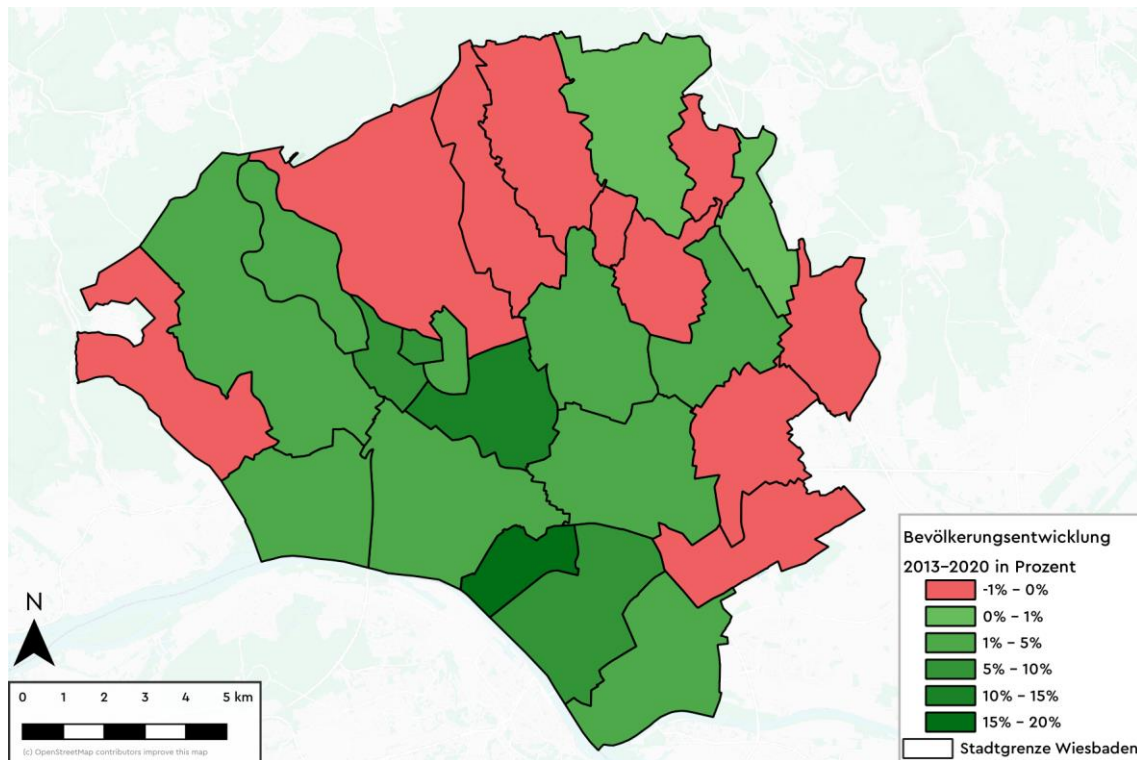 Bevölkerungsentwicklung
2013–2020 in Prozent
-1% – 0%
0% – 1%
1% – 5%
5% – 10%
10% – 15%
15% – 20%
Stadtgrenze Wiesbaden
N
0 1 2 3 4 5 km
(c) OpenStreetMap contributors improve this map